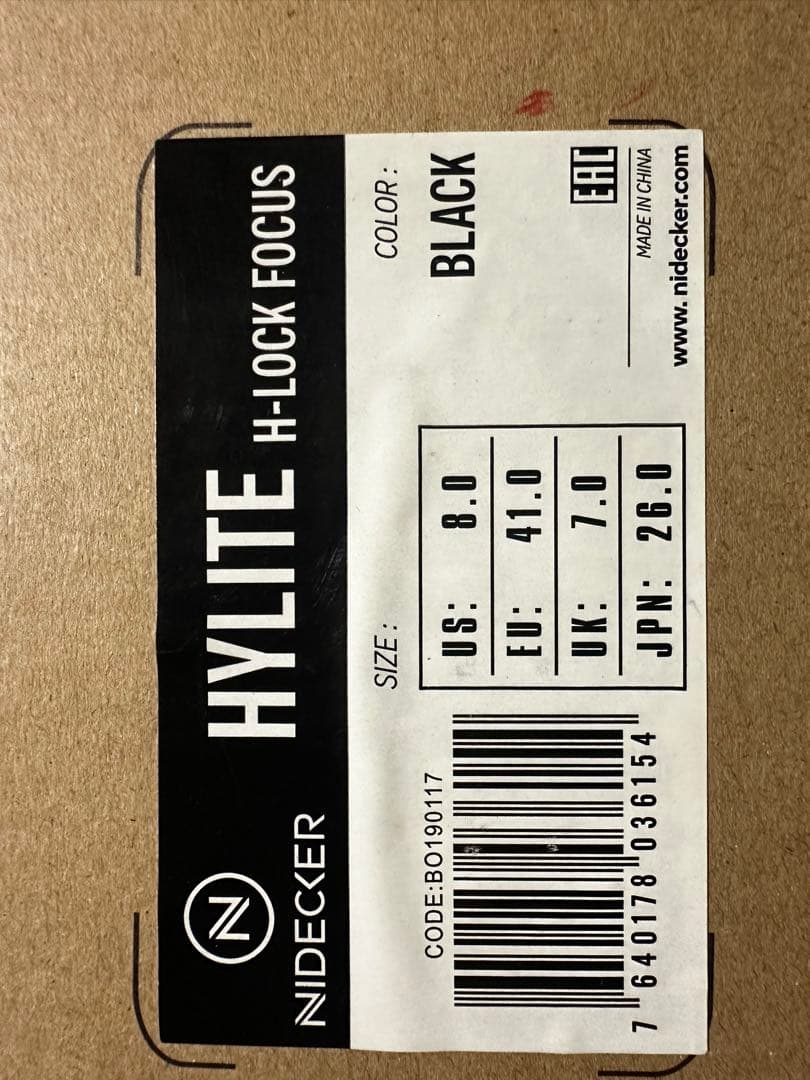 N
NIDECKER
HYLITE H-LOCK FOCUS
CODE:BO190117
7 640178 036154
SIZE:
US: 8.0
EU: 41.0
UK: 7.0
JPN: 26.0
COLOR:
BLACK
EAC
MADE IN CHINA
www.nidecker.com